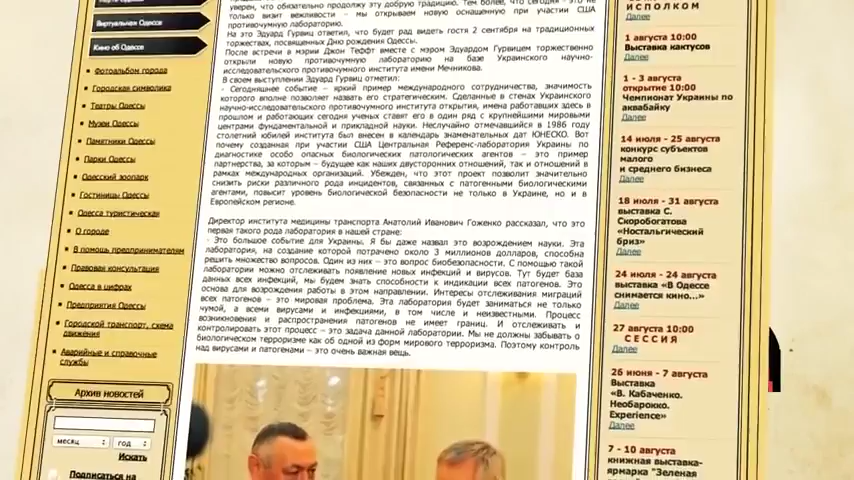 Виртуальная Одесса
Кино об Одессе
Фотоальбом города
Городская символика
Театры Одессы
Музеи Одессы
Памятники Одессы
Парки Одессы
Одесский зоопарк
Гостиницы Одессы
Одесса туристическая
О городе
В помощь предпринимателям
Правовая консультация
Одесса в цифрах
Предприятия Одессы
Городской транспорт, схема
движения
Аварийные и справочные
службы
Архив новостей
месяц
год
Искать
Подписаться на
уверен, что обязательно продолжу эту добрую традицию. Тем более, что сегодня – это не
только визит вежливости – мы открываем новую оснащенную при участии США
противочумную лабораторию.
На это Эдуард Гурвиц ответил, что будет рад видеть гостя 2 сентября на традиционных
торжествах, посвященных Дню рождения Одессы.
После встречи в мэрии Джон Теффт вместе с мэром Эдуардом Гурвицем торжественно
открыли новую противочумную лабораторию на базе Украинского научно-
исследовательского противочумного института имени Мечникова.
В своем выступлении Эдуард Гурвиц отметил:
- Сегодняшнее событие – яркий пример международного сотрудничества, значимость
которого вполне позволяет назвать его стратегическим. Сделанные в стенах Украинского
научно-исследовательского противочумного института открытия, имена работавших здесь в
прошлом и работающих сегодня ученых ставят его в один ряд с крупнейшими мировыми
центрами фундаментальной и прикладной науки. Неслучайно отмечавшийся в 1986 году
столетний юбилей института был внесен в календарь знаменательных дат ЮНЕСКО. Вот
почему созданная при участии США Центральная Референс-лаборатория Украины по
диагностике особо опасных биологических патологических агентов – это пример
партнерства, за которым – будущее как наших двусторонних отношений, так и отношений в
рамках международных организаций. Убежден, что этот проект позволит значительно
снизить риски различного рода инцидентов, связанных с патогенными биологическими
агентами, повысит уровень биологической безопасности не только в Украине, но и в
Европейском регионе.
Директор института медицины транспорта Анатолий Иванович Гоженко рассказал, что это
первая такого рода лаборатория в нашей стране:
- Это большое событие для Украины. Я бы даже назвал это возрождением науки. Эта
лаборатория, на создание которой потрачено около 3 миллионов долларов, способна
решить множество вопросов. Один из них – это вопрос биобезопасности. С помощью такой
лаборатории можно отслеживать появление новых инфекций и вирусов. Тут будет база
данных всех инфекций, мы будем знать способности к индикации всех патогенов. Это
основа для возрождения работы в этом направлении. Интересы отслеживания миграций
всех патогенов – это мировая проблема. Эта лаборатория будет заниматься не только
чумой, а всеми вирусами и инфекциями, в том числе и неизвестными. Процесс
возникновения и распространения патогенов не имеет границ. И отслеживать и
контролировать этот процесс – это задача данной лаборатории. Мы не должны забывать о
биологическом терроризме как об одной из форм мирового терроризма. Поэтому контроль
над вирусами и патогенами – это очень важная вещь.
ИСПОЛКОМ
Далее
1 августа 10:00
Выставка кактусов
Далее
1 - 3 августа
открытие 10:00
Чемпионат Украины по
аквабайку
Далее
14 июля - 25 августа
конкурс субъектов
малого
и среднего бизнеса
Далее
18 июля - 31 августа
выставка С.
Скоробогатова
«Ностальгический
бриз»
Далее
24 июля - 24 августа
выставка «В Одессе
снимается кино...»
Далее
27 августа 10:00
СЕССИЯ
Далее
26 июня - 7 августа
Выставка
«В. Кабаченко.
Необарокко.
Experience»
Далее
7 - 10 августа
книжная выставка-
ярмарка "Зеленая